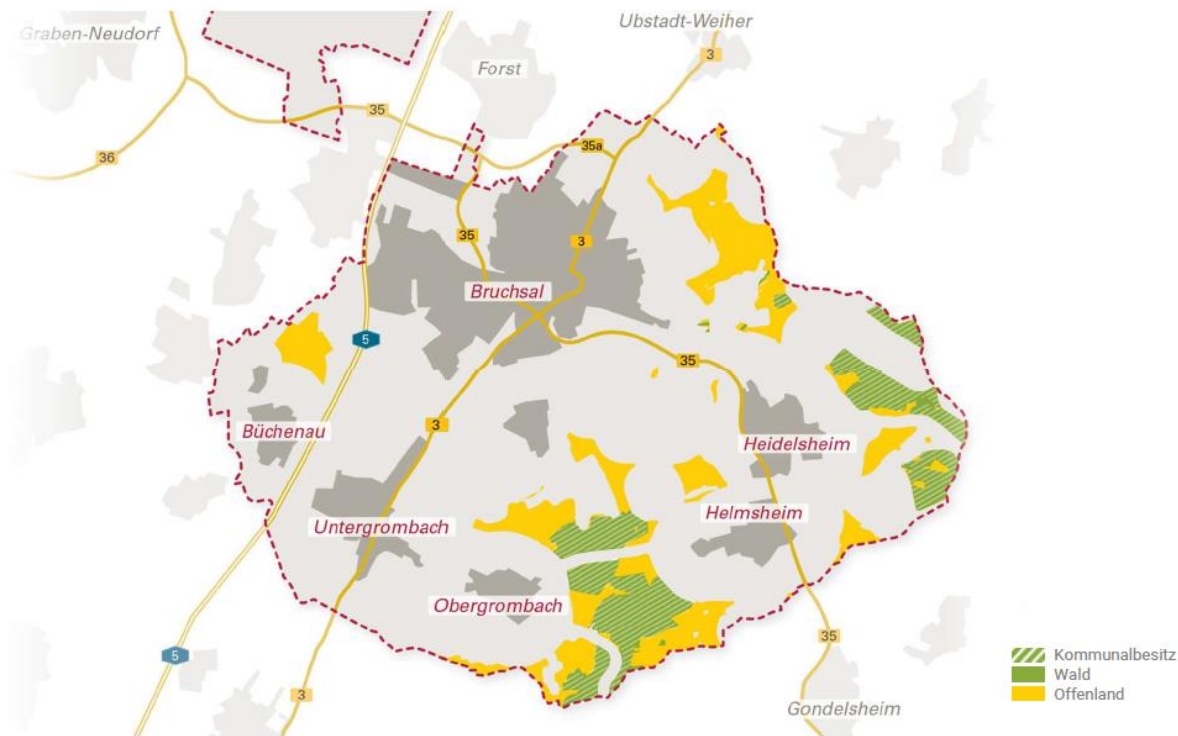 Ubstadt-Weiher
Graben-Neudorf
3
Forst
35
36
35a
35
3
Bruchsal
5
35
3
Büchenau
Heidelsheim
Untergrombach
Helmsheim
Obergrombach
35
5
3
Gondelsheim
Kommunalbesitz
Wald
Offenland